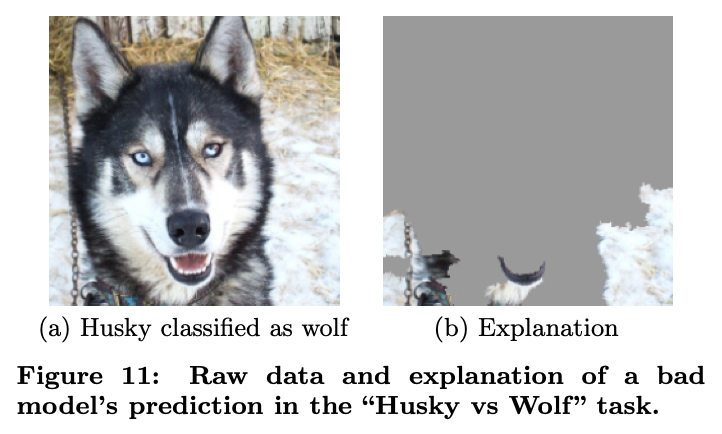 (a) Husky classified as wolf
(b) Explanation
Figure 11: Raw data and explanation of a bad
model's prediction in the “Husky vs Wolf” task.